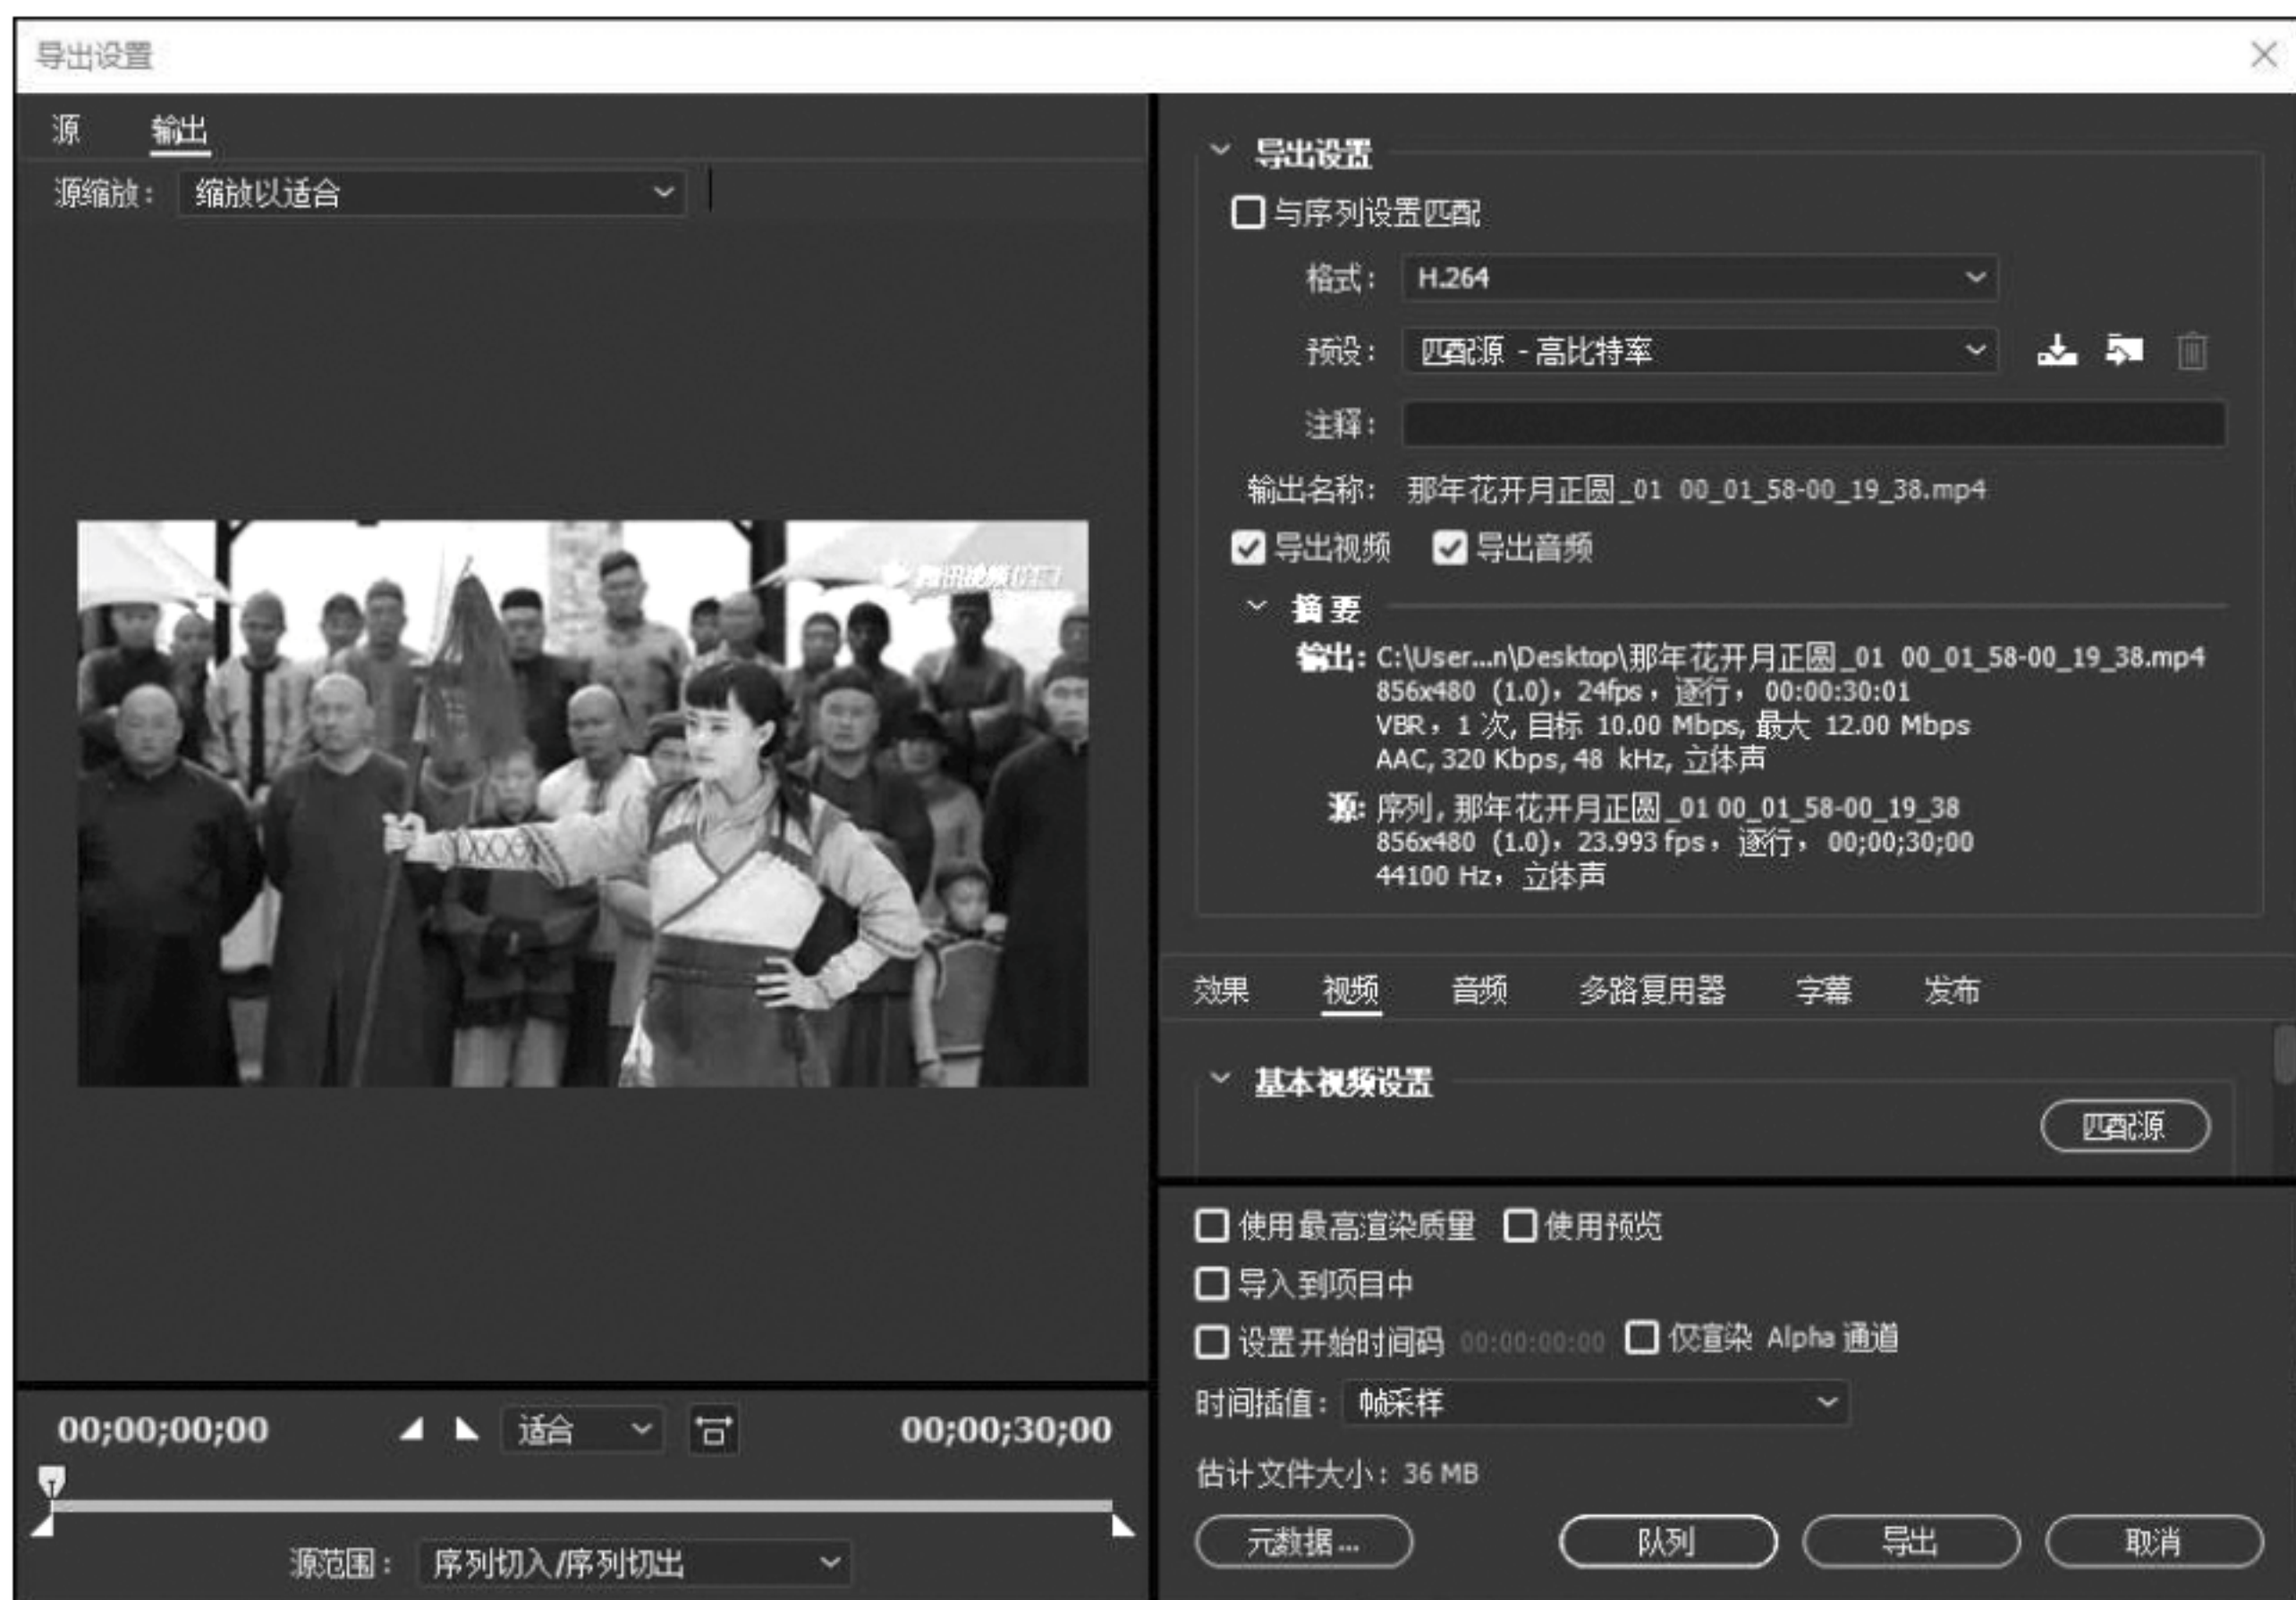 导出设置
源 输出
源缩放： 缩放以适合
00;00;00;00 适合 00;00;30;00
源范围： 序列切入/序列切出
导出设置
与序列设置匹配
格式： H.264
预设： 匹配源 - 高比特率
注释：
输出名称： 那年花开月正圆_01 00_01_58-00_19_38.mp4
导出视频 导出音频
摘要
输出： C:\User...n\Desktop\那年花开月正圆_01 00_01_58-00_19_38.mp4
856x480 (1.0)，24fps，逐行，00:00:30:01
VBR，1 次, 目标 10.00 Mbps, 最大 12.00 Mbps
AAC, 320 Kbps, 48 kHz, 立体声
源： 序列, 那年花开月正圆_01 00_01_58-00_19_38
856x480 (1.0)，23.993 fps，逐行，00;00;30;00
44100 Hz，立体声
效果 视频 音频 多路复用器 字幕 发布
基本视频设置
匹配源
使用最高渲染质量 使用预览
导入到项目中
设置开始时间码 00:00:00:00 仅渲染 Alpha 通道
时间插值： 帧采样
估计文件大小：36 MB
元数据... 队列 导出 取消